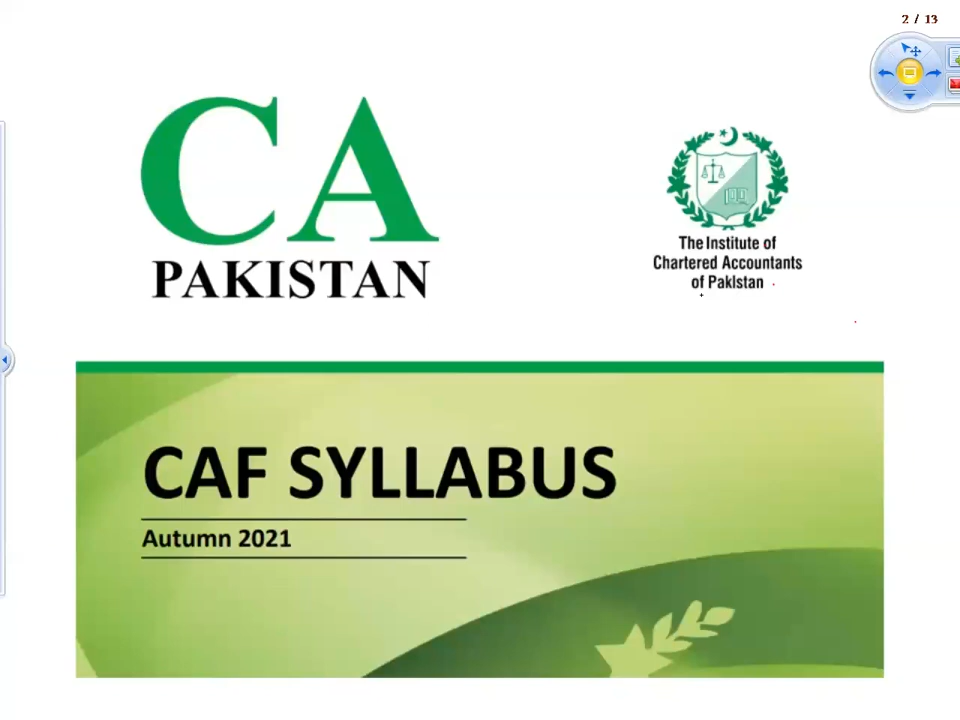 2 / 13
CA
PAKISTAN
The Institute of
Chartered Accountants
of Pakistan
CAF SYLLABUS
Autumn 2021